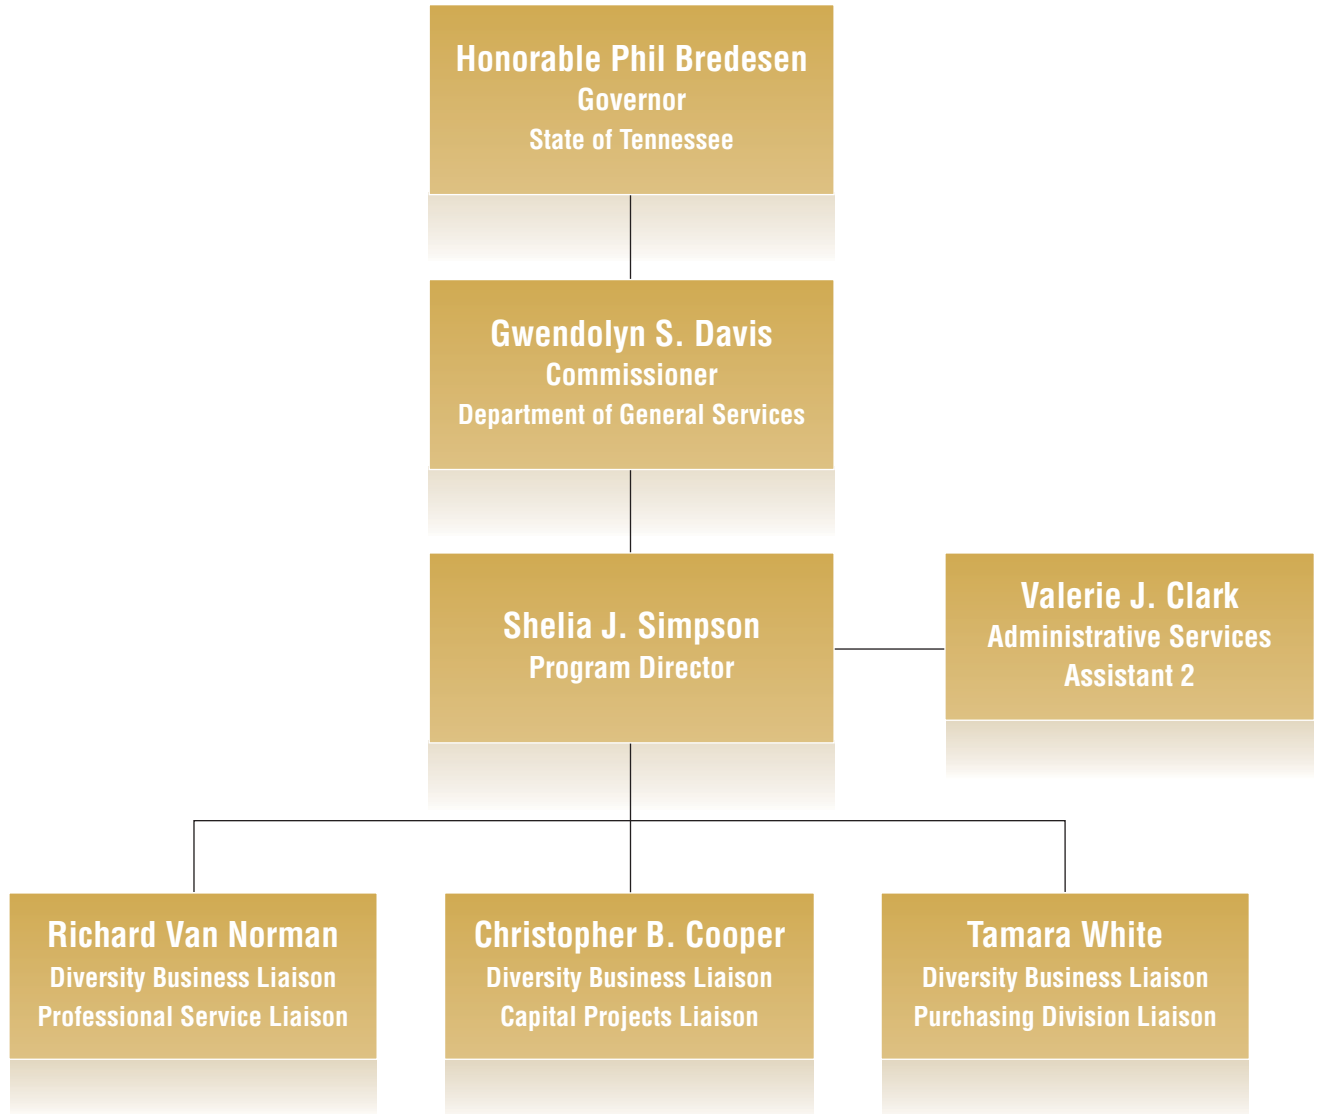 Honorable Phil Bredesen
Governor
State of Tennessee
Gwendolyn S. Davis
Commissioner
Department of General Services
Shelia J. Simpson
Program Director
Valerie J. Clark
Administrative Services
Assistant 2
Richard Van Norman
Diversity Business Liaison
Professional Service Liaison
Christopher B. Cooper
Diversity Business Liaison
Capital Projects Liaison
Tamara White
Diversity Business Liaison
Purchasing Division Liaison